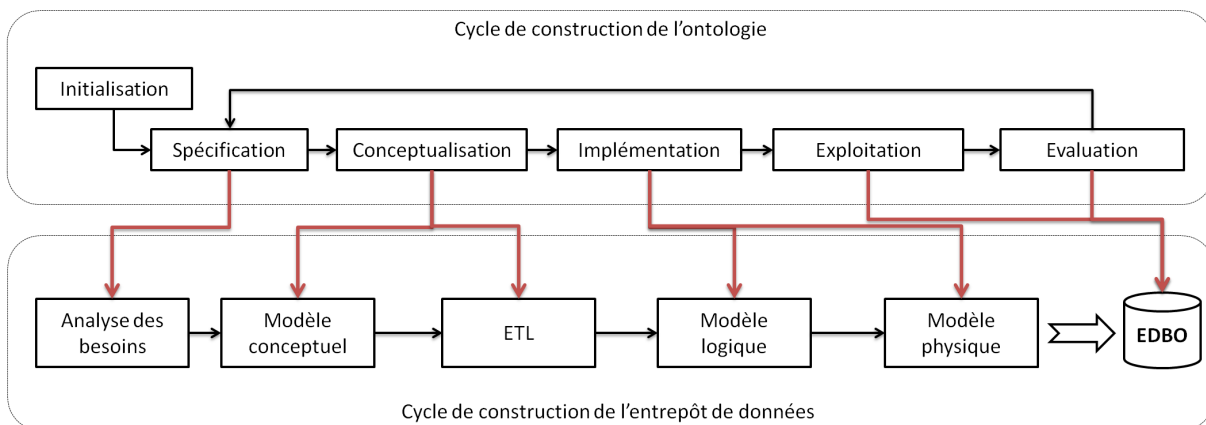 Cycle de construction de l'ontologie
Initialisation
Spécification
Conceptualisation
Implémentation
Exploitation
Evaluation
Analyse des
besoins
Modèle
conceptuel
ETL
Modèle
logique
Modèle
physique
EDBO
Cycle de construction de l'entrepôt de données